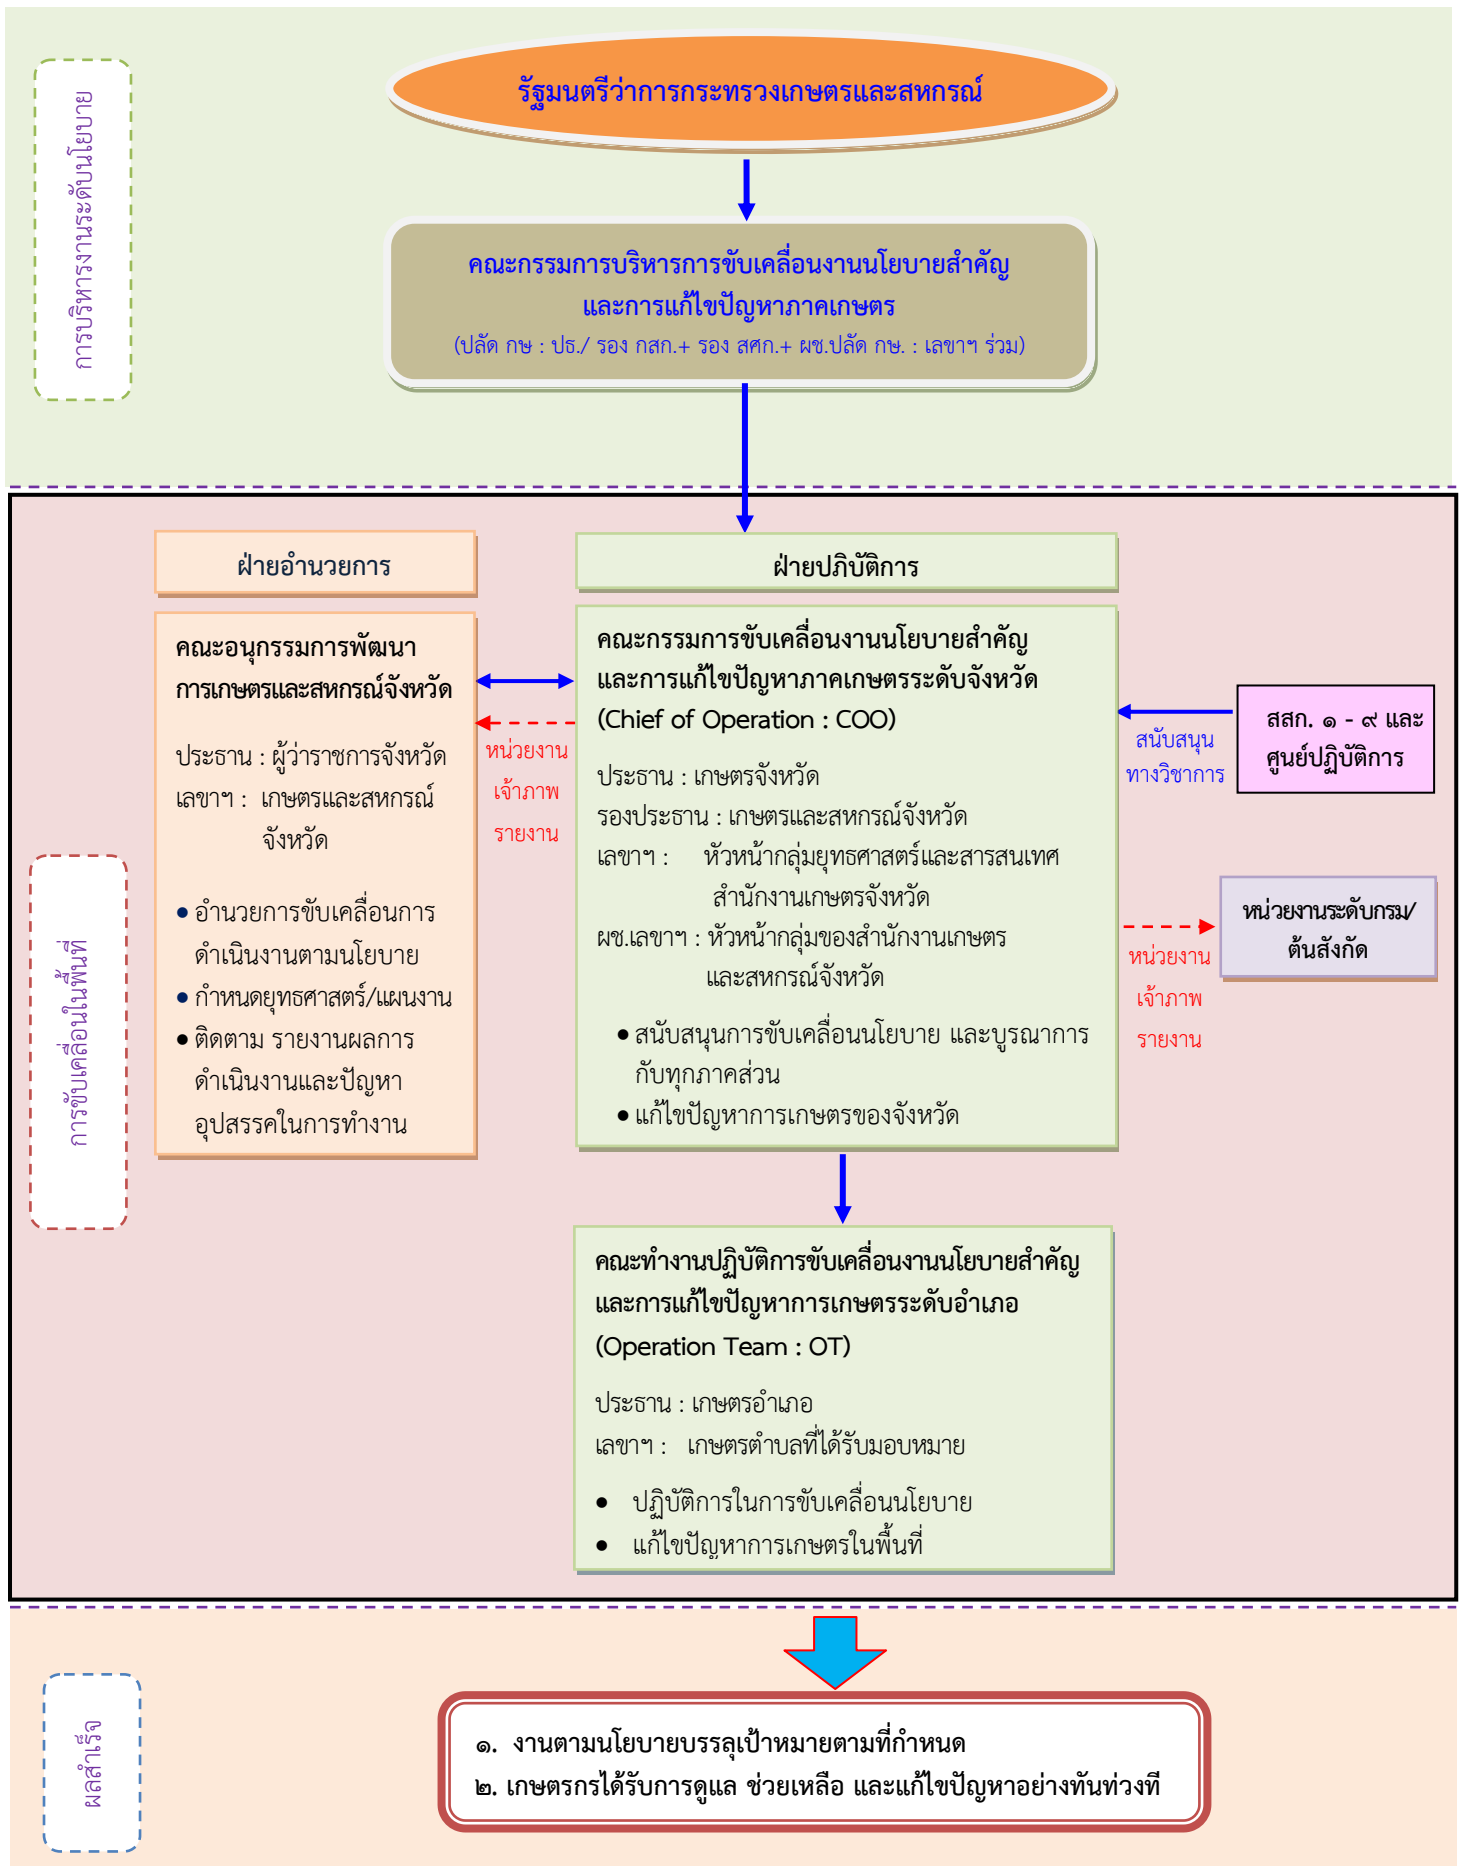 การบริหารงานระดับนโยบาย
รัฐมนตรีว่าการกระทรวงเกษตรและสหกรณ์
คณะกรรมการบริหารการขับเคลื่อนงานนโยบายสำคัญ
และการแก้ไขปัญหาภาคเกษตร
(ปลัด กษ : ปธ./ รอง กสก.+ รอง สศก.+ ผช.ปลัด กษ. : เลขาฯ ร่วม)
การขับเคลื่อนในพื้นที่
ฝ่ายอำนวยการ
คณะอนุกรรมการพัฒนา
การเกษตรและสหกรณ์จังหวัด
ประธาน : ผู้ว่าราชการจังหวัด
เลขาฯ : เกษตรและสหกรณ์
จังหวัด
• อำนวยการขับเคลื่อนการ
ดำเนินงานตามนโยบาย
• กำหนดยุทธศาสตร์/แผนงาน
• ติดตาม รายงานผลการ
ดำเนินงานและปัญหา
อุปสรรคในการทำงาน
หน่วยงาน
เจ้าภาพ
รายงาน
ฝ่ายปภิบัติการ
คณะกรรมการขับเคลื่อนงานนโยบายสำคัญ
และการแก้ไขปัญหาภาคเกษตรระดับจังหวัด
(Chief of Operation : COO)
ประธาน : เกษตรจังหวัด
รองประธาน : เกษตรและสหกรณ์จังหวัด
เลขาฯ : หัวหน้ากลุ่มยุทธศาสตร์และสารสนเทศ
สำนักงานเกษตรจังหวัด
ผช.เลขาฯ : หัวหน้ากลุ่มของสำนักงานเกษตร
และสหกรณ์จังหวัด
• สนับสนุนการขับเคลื่อนนโยบาย และบูรณาการ
กับทุกภาคส่วน
• แก้ไขปัญหาการเกษตรของจังหวัด
สนับสนุน
ทางวิชาการ
สสก. ๑ - ๙ และ
ศูนย์ปฏิบัติการ
หน่วยงาน
เจ้าภาพ
รายงาน
หน่วยงานระดับกรม/
ต้นสังกัด
คณะทำงานปฏิบัติการขับเคลื่อนงานนโยบายสำคัญ
และการแก้ไขปัญหาการเกษตรระดับอำเภอ
(Operation Team : OT)
ประธาน : เกษตรอำเภอ
เลขาฯ : เกษตรตำบลที่ได้รับมอบหมาย
• ปฏิบัติการในการขับเคลื่อนนโยบาย
• แก้ไขปัญหาการเกษตรในพื้นที่
ผลสำเร็จ
๑. งานตามนโยบายบรรลุเป้าหมายตามที่กำหนด
๒. เกษตรกรได้รับการดูแล ช่วยเหลือ และแก้ไขปัญหาอย่างทันท่วงที